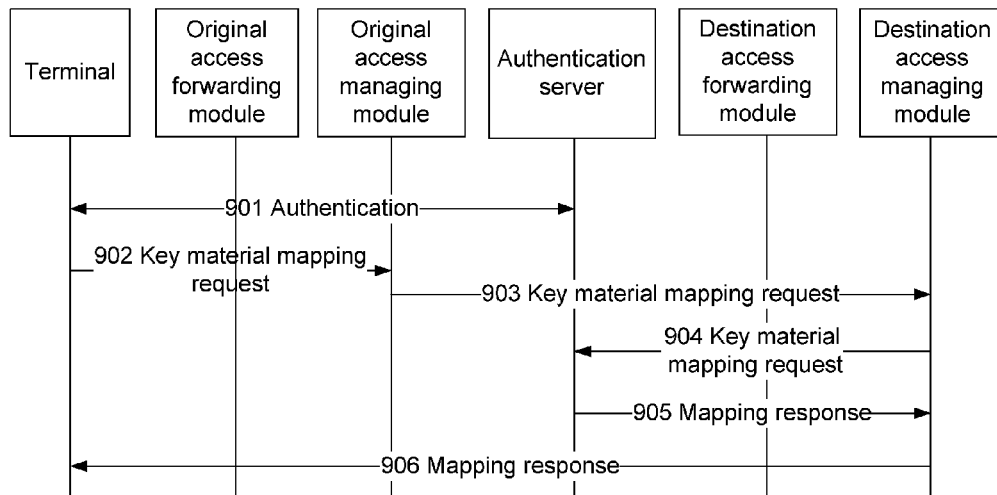 Terminal
Original
access
forwarding
module
Original
access
managing
module
Authentication
server
Destination
access
forwarding
module
Destination
access
managing
module
901 Authentication
902 Key material mapping
request
903 Key material mapping request
904 Key material
mapping request
905 Mapping response
906 Mapping response